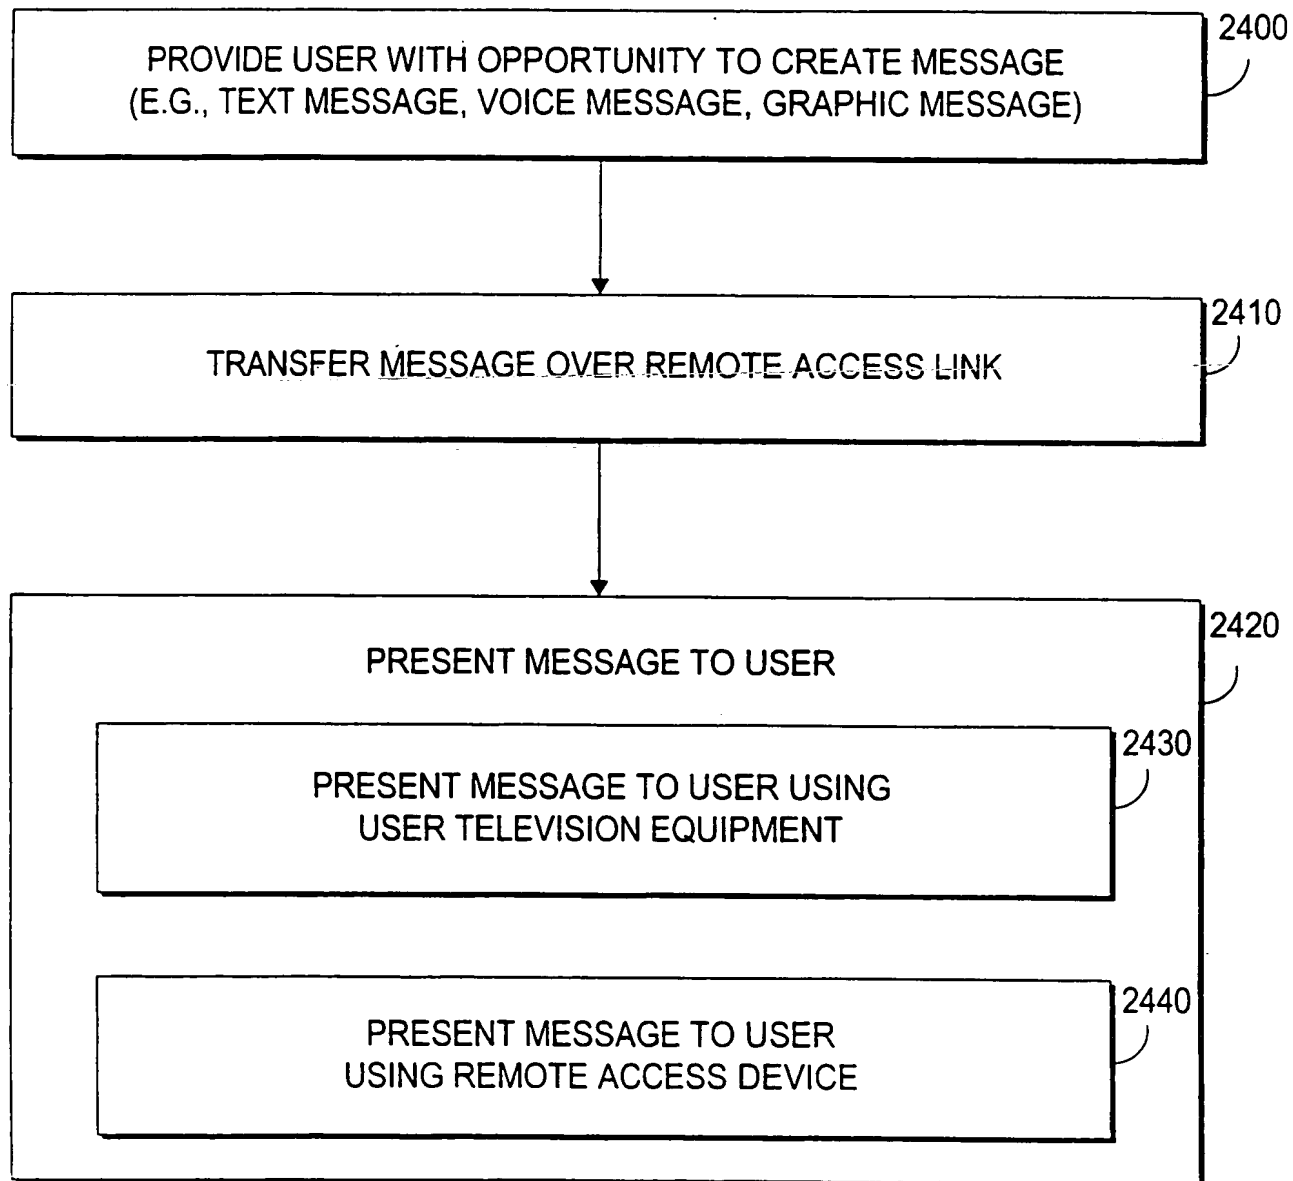 2400
PROVIDE USER WITH OPPORTUNITY TO CREATE MESSAGE
(E.G., TEXT MESSAGE, VOICE MESSAGE, GRAPHIC MESSAGE)
2410
TRANSFER MESSAGE OVER REMOTE ACCESS LINK
2420
PRESENT MESSAGE TO USER
2430
PRESENT MESSAGE TO USER USING
USER TELEVISION EQUIPMENT
2440
PRESENT MESSAGE TO USER
USING REMOTE ACCESS DEVICE